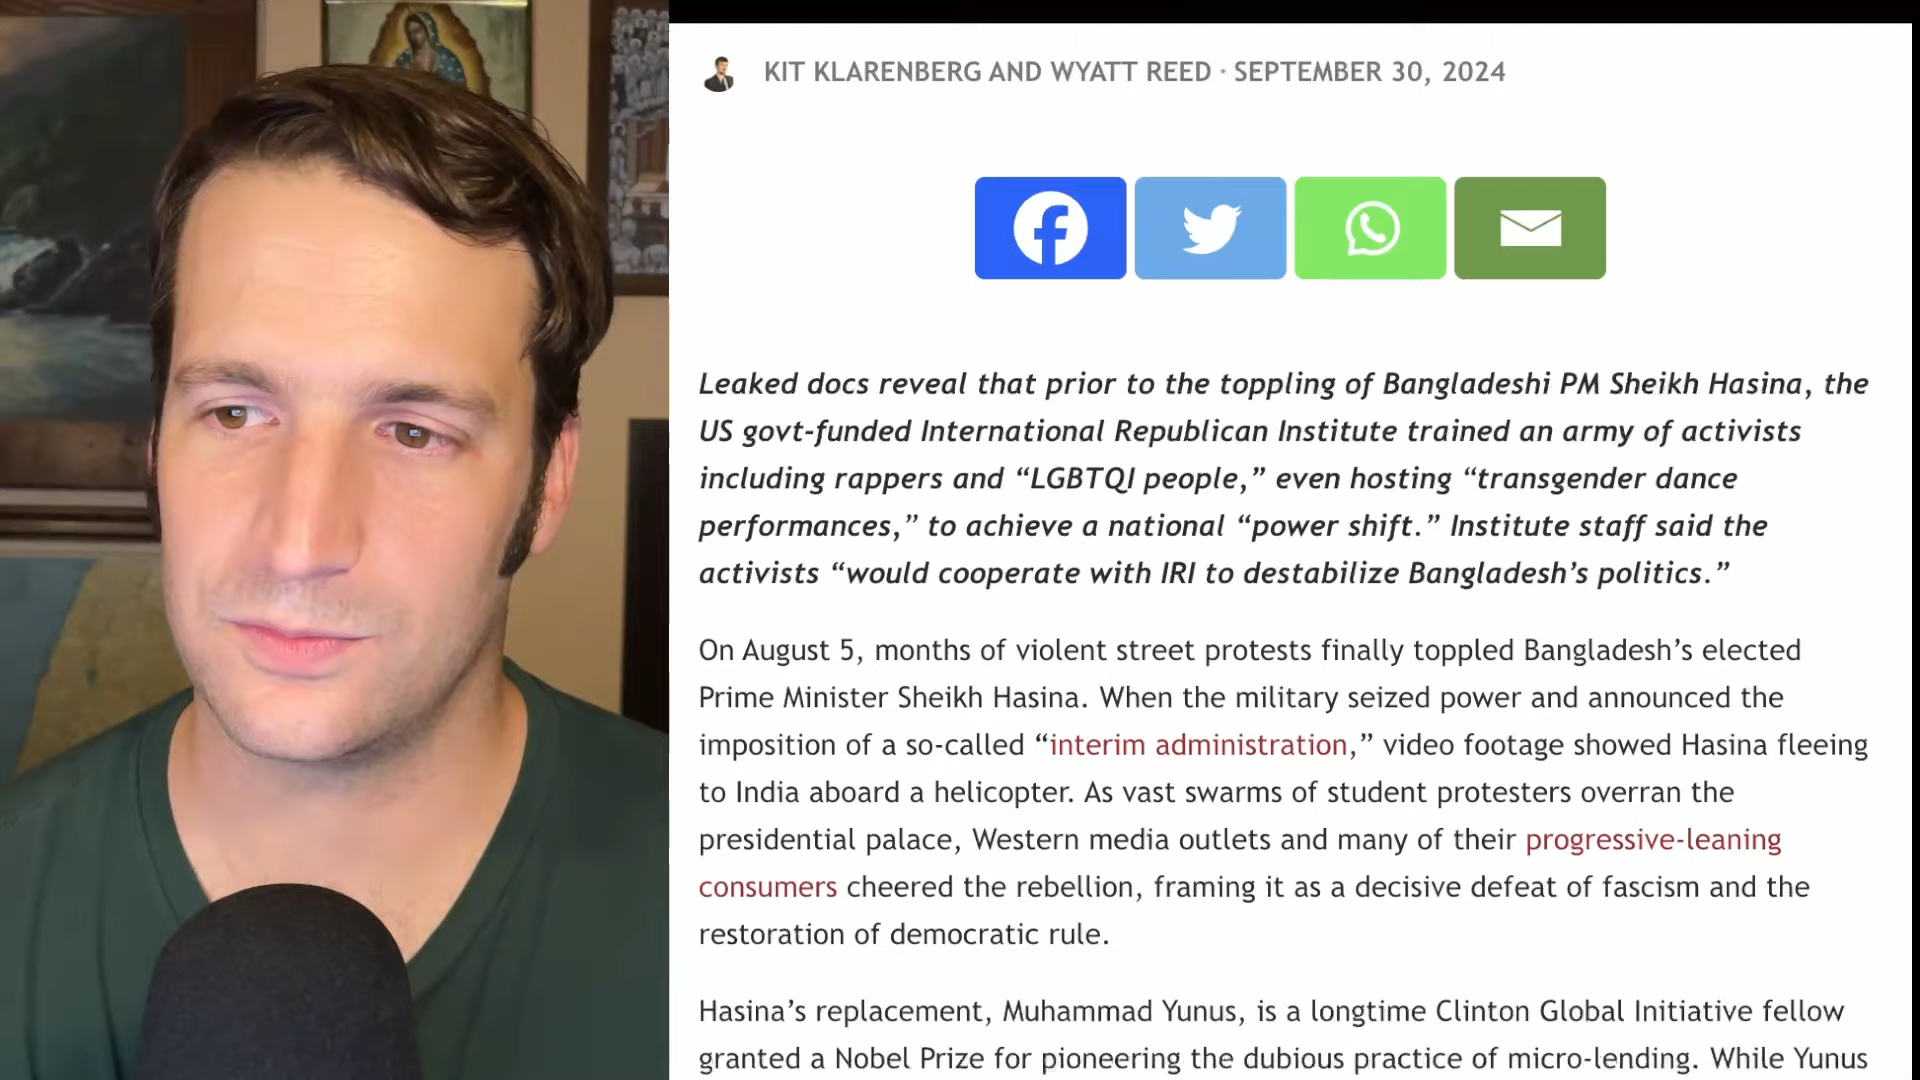 KIT KLARENBERG AND WYATT REED · SEPTEMBER 30, 2024
Leaked docs reveal that prior to the toppling of Bangladeshi PM Sheikh Hasina, the
US govt-funded International Republican Institute trained an army of activists
including rappers and “LGBTQI people,” even hosting “transgender dance
performances,” to achieve a national “power shift.” Institute staff said the
activists “would cooperate with IRI to destabilize Bangladesh’s politics.”
On August 5, months of violent street protests finally toppled Bangladesh’s elected
Prime Minister Sheikh Hasina. When the military seized power and announced the
imposition of a so-called “interim administration,” video footage showed Hasina fleeing
to India aboard a helicopter. As vast swarms of student protesters overran the
presidential palace, Western media outlets and many of their progressive-leaning
consumers cheered the rebellion, framing it as a decisive defeat of fascism and the
restoration of democratic rule.
Hasina’s replacement, Muhammad Yunus, is a longtime Clinton Global Initiative fellow
granted a Nobel Prize for pioneering the dubious practice of micro-lending. While Yunus